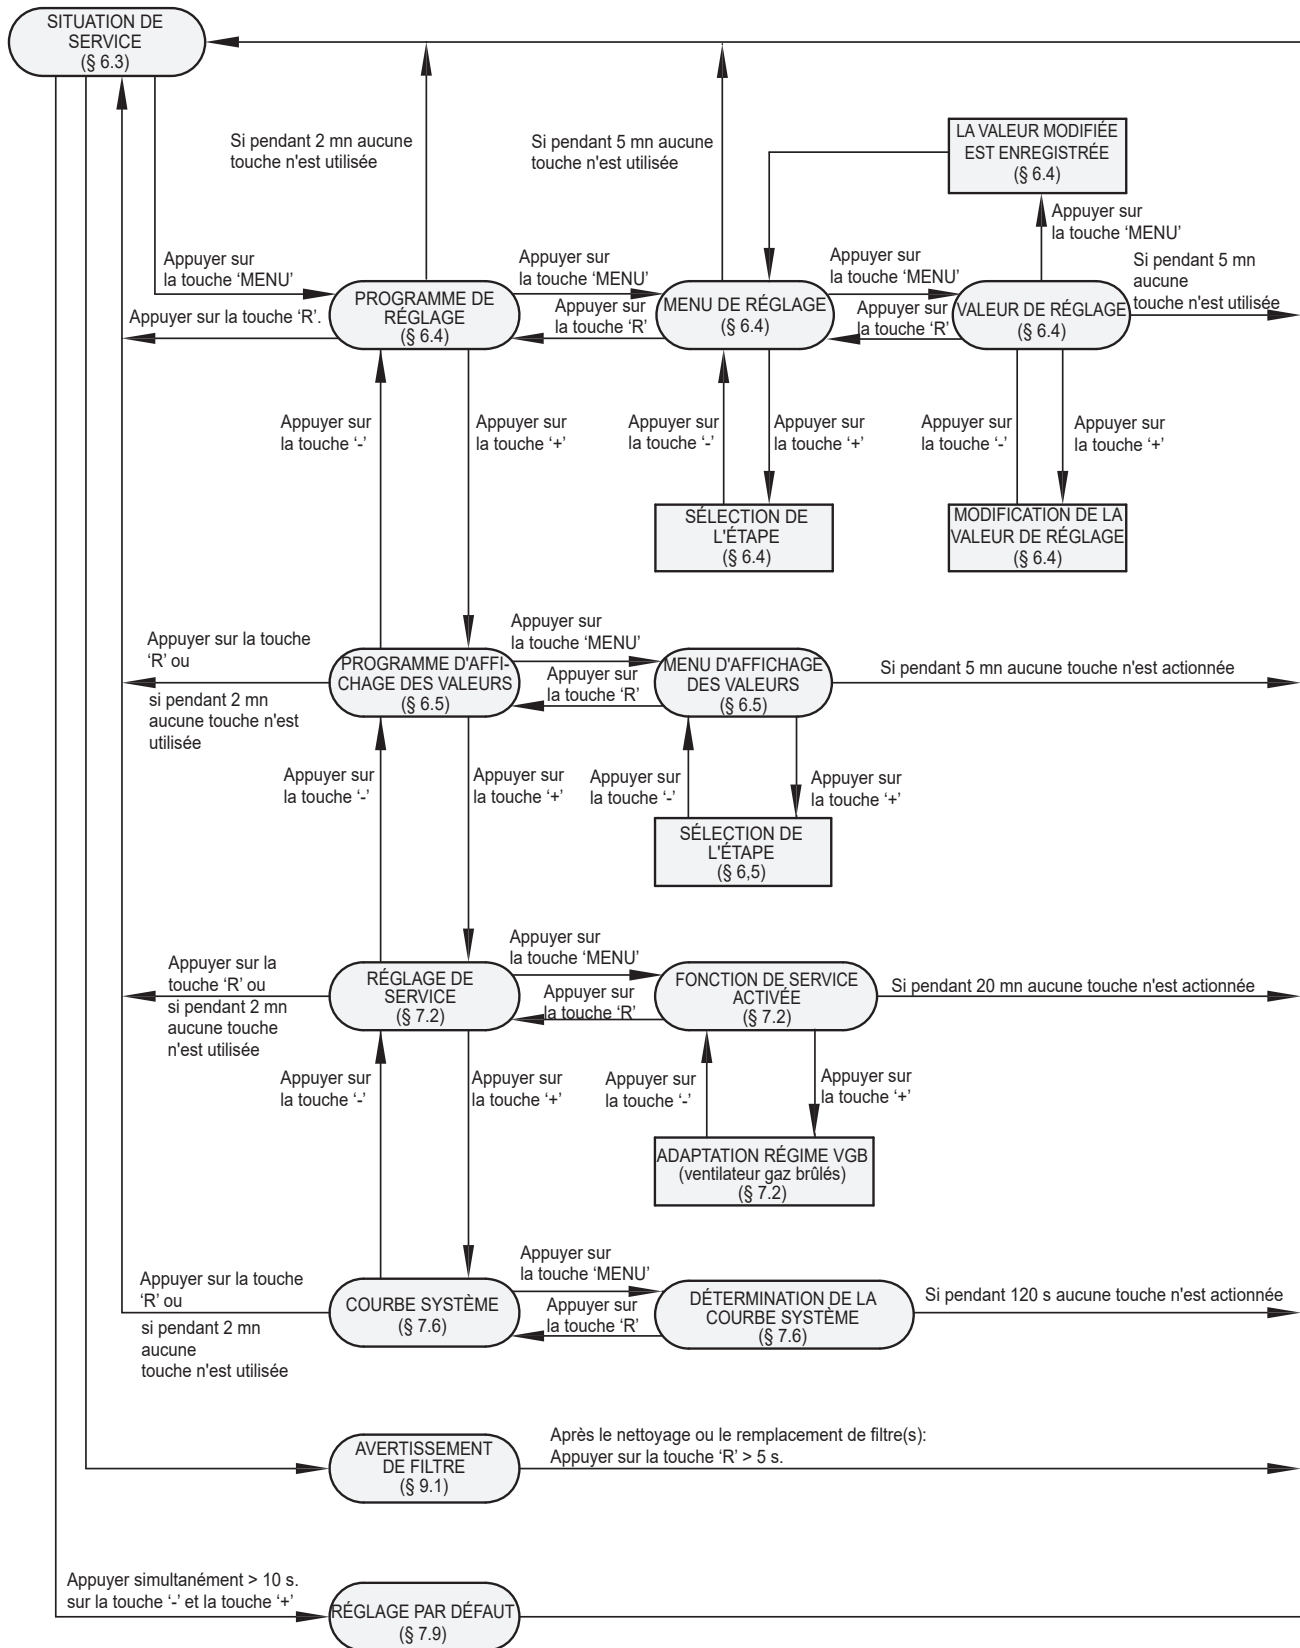 SITUATION DE
SERVICE
(§ 6.3)
Si pendant 2 mn aucune
touche n'est utilisée
Si pendant 5 mn aucune
touche n'est utilisée
LA VALEUR MODIFIÉE
EST ENREGISTRÉE
(§ 6.4)
Appuyer sur
la touche ‘MENU’
Appuyer sur
la touche ‘MENU’
Appuyer sur
la touche ‘MENU’
Appuyer sur
la touche ‘MENU’
Si pendant 5 mn
aucune
touche n'est utilisée
Appuyer sur la touche ‘R’.
PROGRAMME DE
RÉGLAGE
(§ 6.4)
Appuyer sur
la touche ‘R’
MENU DE RÉGLAGE
(§ 6.4)
Appuyer sur
la touche ‘R’
VALEUR DE RÉGLAGE
(§ 6.4)
Appuyer sur
la touche ‘-’
Appuyer sur
la touche ‘+’
Appuyer sur
la touche ‘-’
Appuyer sur
la touche ‘+’
Appuyer sur
la touche ‘-’
Appuyer sur
la touche ‘+’
SÉLECTION DE
L'ÉTAPE
(§ 6.4)
MODIFICATION DE LA
VALEUR DE RÉGLAGE
(§ 6.4)
Appuyer sur la touche
‘R’ ou
si pendant 2 mn
aucune touche n'est
utilisée
PROGRAMME D'AFFI-
CHAGE DES VALEURS
(§ 6.5)
Appuyer sur
la touche ‘MENU’
Appuyer sur
la touche ‘R’
MENU D'AFFICHAGE
DES VALEURS
(§ 6.5)
Si pendant 5 mn aucune touche n'est actionnée
Appuyer sur
la touche ‘-’
Appuyer sur
la touche ‘+’
Appuyer sur
la touche ‘-’
Appuyer sur
la touche ‘+’
SÉLECTION DE
L'ÉTAPE
(§ 6,5)
Appuyer sur la
touche ‘R’ ou
si pendant 2 mn
aucune touche
n'est utilisée
RÉGLAGE DE
SERVICE
(§ 7.2)
Appuyer sur
la touche ‘MENU’
Appuyer sur
la touche ‘R’
FONCTION DE SERVICE
ACTIVÉE
(§ 7.2)
Si pendant 20 mn aucune touche n'est actionnée
Appuyer sur
la touche ‘-’
Appuyer sur
la touche ‘+’
Appuyer sur
la touche ‘-’
Appuyer sur
la touche ‘+’
ADAPTATION RÉGIME VGB
(ventilateur gaz brûlés)
(§ 7.2)
Appuyer sur la touche
‘R’ ou
si pendant 2 mn
aucune
touche n'est utilisée
COURBE SYSTÈME
(§ 7.6)
Appuyer sur
la touche ‘MENU’
Appuyer sur
la touche ‘R’
DÉTERMINATION DE LA
COURBE SYSTÈME
(§ 7.6)
Si pendant 120 s aucune touche n'est actionnée
AVERTISSEMENT
DE FILTRE
(§ 9.1)
Après le nettoyage ou le remplacement de filtre(s):
Appuyer sur la touche ‘R’ > 5 s.
Appuyer simultanément > 10 s.
sur la touche ‘-’ et la touche ‘+’
RÉGLAGE PAR DÉFAUT
(§ 7.9)